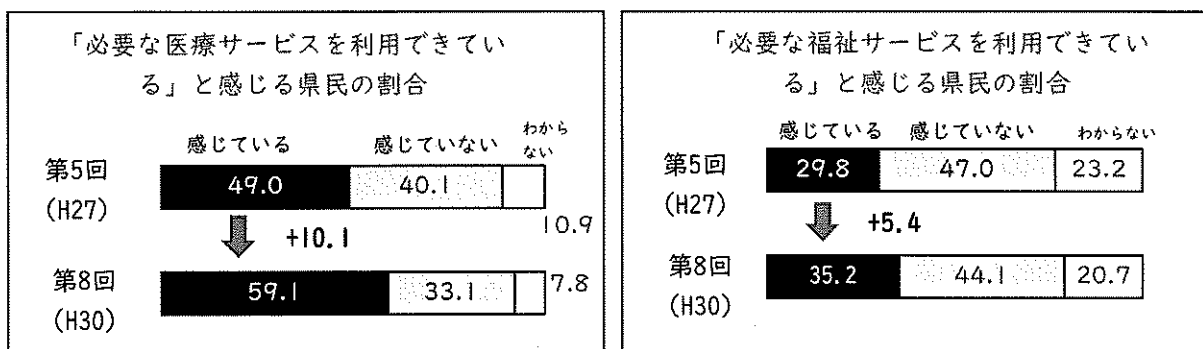 「必要な医療サービスを利用できてい
る」と感じる県民の割合
感じている 感じていない わから
ない
第5回
(H27)
49.0 40.1
10.9
+10.1
第8回
(H30)
59.1 33.1 7.8
「必要な福祉サービスを利用できてい
る」と感じる県民の割合
感じている 感じていない わからない
第5回
(H27)
29.8 47.0 23.2
+5.4
第8回
(H30)
35.2 44.1 20.7